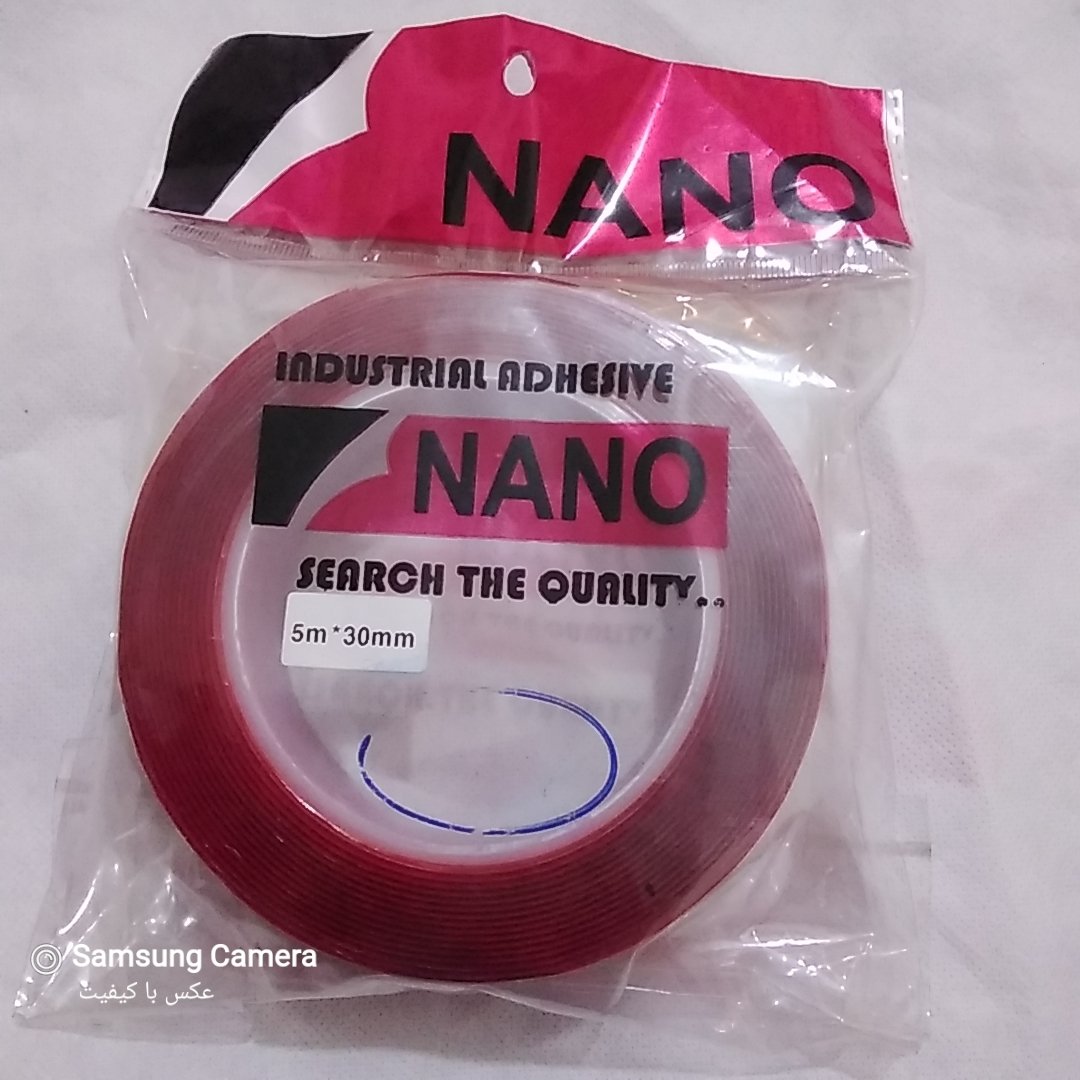 NANO
INDUSTRIAL ADHESIVE
NANO
SEARCH THE QUALITY..
5m*30mm
Samsung Camera
عکس با کیفیت